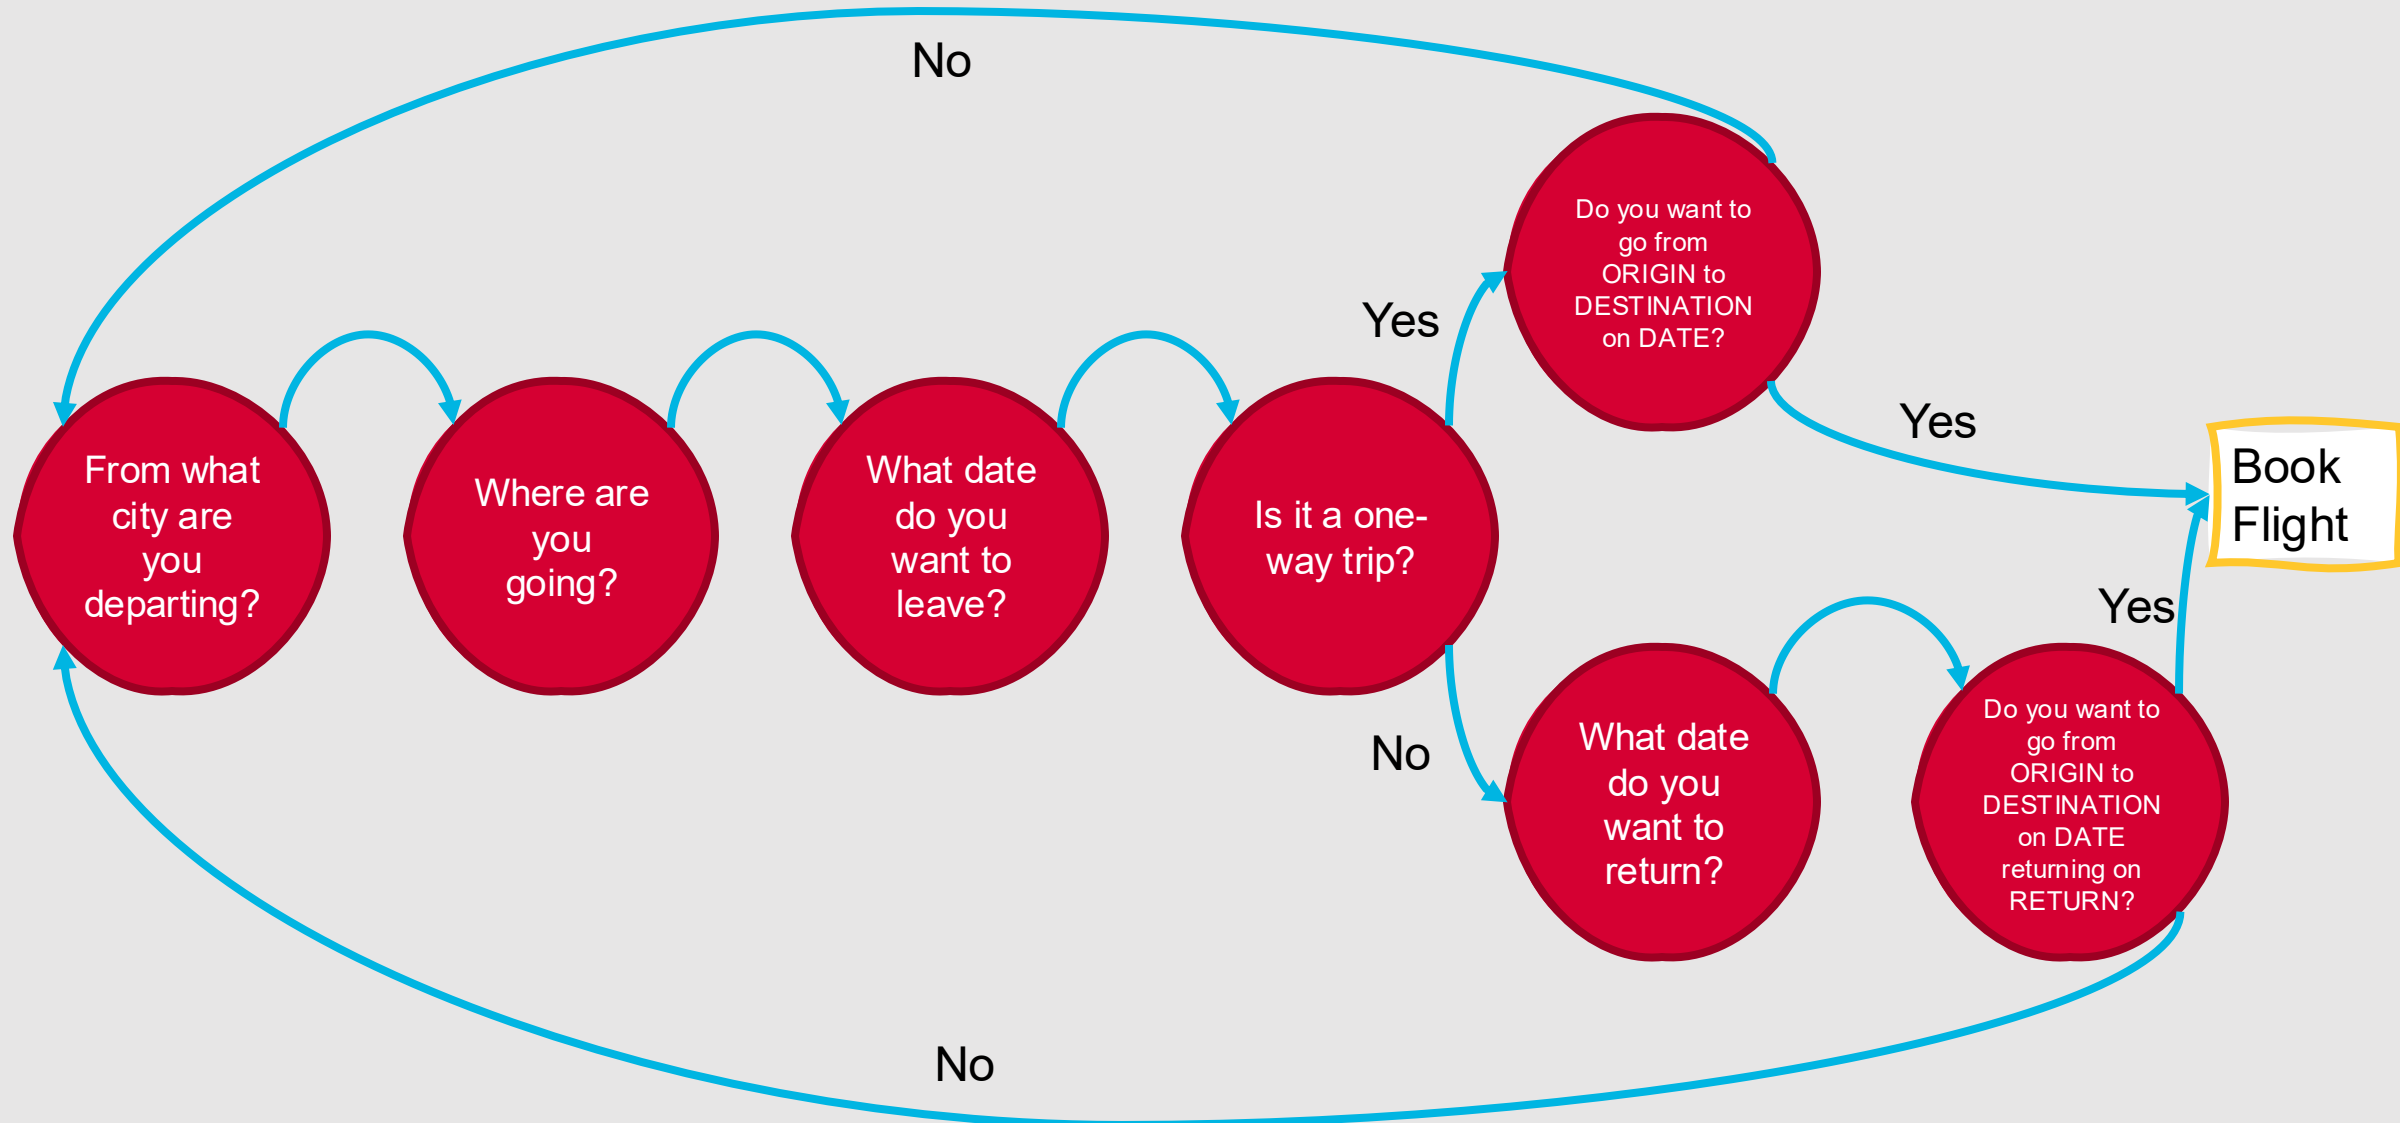 No
Do you want to
go from
ORIGIN to
DESTINATION
on DATE?
Yes
Yes
From what
city are
you
departing?
Where are
you
going?
What date
do you
want to
leave?
Is it a one-
way trip?
Book
Flight
Yes
No
What date
do you
want to
return?
Do you want to
go from
ORIGIN to
DESTINATION
on DATE
returning on
RETURN?
No